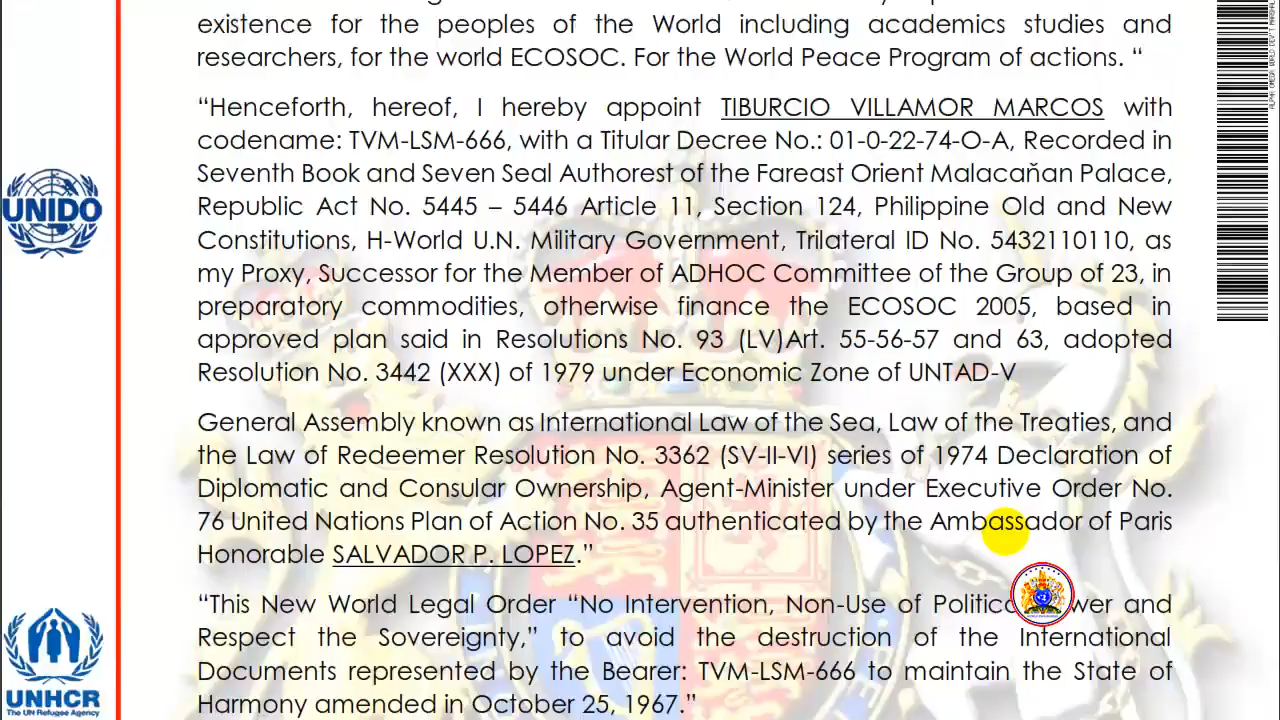 existence for the peoples of the World including academics studies and
researchers, for the world ECOSOC. For the World Peace Program of actions. “
“Henceforth, hereof, I hereby appoint TIBURCIO VILLAMOR MARCOS with
codename: TVM-LSM-666, with a Titular Decree No.: 01-0-22-74-O-A, Recorded in
Seventh Book and Seven Seal Authorest of the Fareast Orient Malacañan Palace,
Republic Act No. 5445 – 5446 Article 11, Section 124, Philippine Old and New
Constitutions, H-World U.N. Military Government, Trilateral ID No. 5432110110, as
my Proxy, Successor for the Member of ADHOC Committee of the Group of 23, in
preparatory commodities, otherwise finance the ECOSOC 2005, based in
approved plan said in Resolutions No. 93 (LV)Art. 55-56-57 and 63, adopted
Resolution No. 3442 (XXX) of 1979 under Economic Zone of UNTAD-V
General Assembly known as International Law of the Sea, Law of the Treaties, and
the Law of Redeemer Resolution No. 3362 (SV-II-VI) series of 1974 Declaration of
Diplomatic and Consular Ownership, Agent-Minister under Executive Order No.
76 United Nations Plan of Action No. 35 authenticated by the Ambassador of Paris
Honorable SALVADOR P. LOPEZ.”
“This New World Legal Order “No Intervention, Non-Use of and
Respect the Sovereignty,” to avoid the destruction of the International
Documents represented by the Bearer: TVM-LSM-666 to maintain the State of
Harmony amended in October 25, 1967.”
UNIDO
UNHCR
The UN Refugee Agency